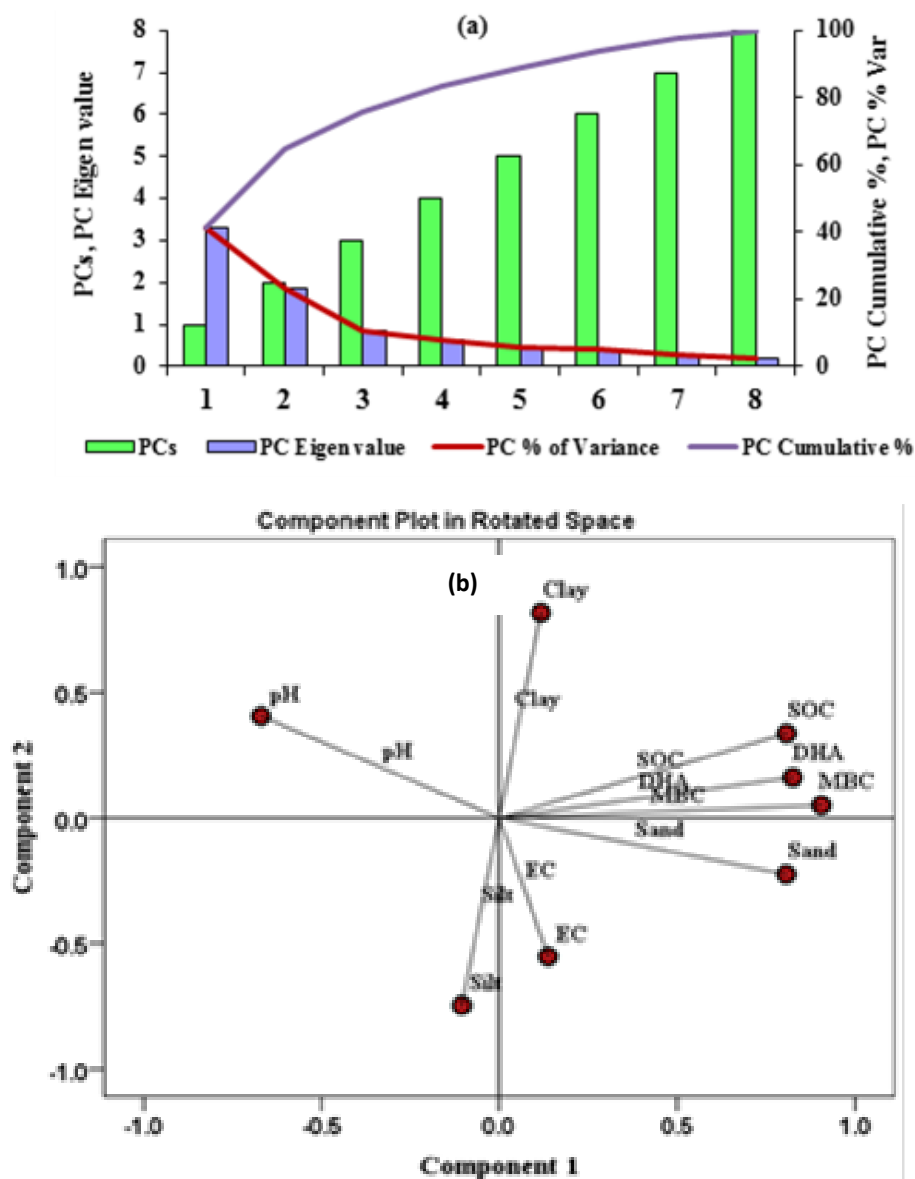 (a)
8
7
6
5
4
3
2
1
0
PCs, PC Eigen value
100
80
60
40
20
0
PC Cumulative %, PC % Var
1 2 3 4 5 6 7 8
PCs PC Eigen value PC % of Variance PC Cumulative %
Component Plot in Rotated Space
(b)
1.0
0.5
0.0
-0.5
-1.0
Component 2
Clay
Clay
pH
pH
SOC
SOC
DHA
DHA
MBC
MBC
Sand
Sand
EC
EC
Silt
Silt
-1.0 -0.5 0.0 0.5 1.0
Component 1